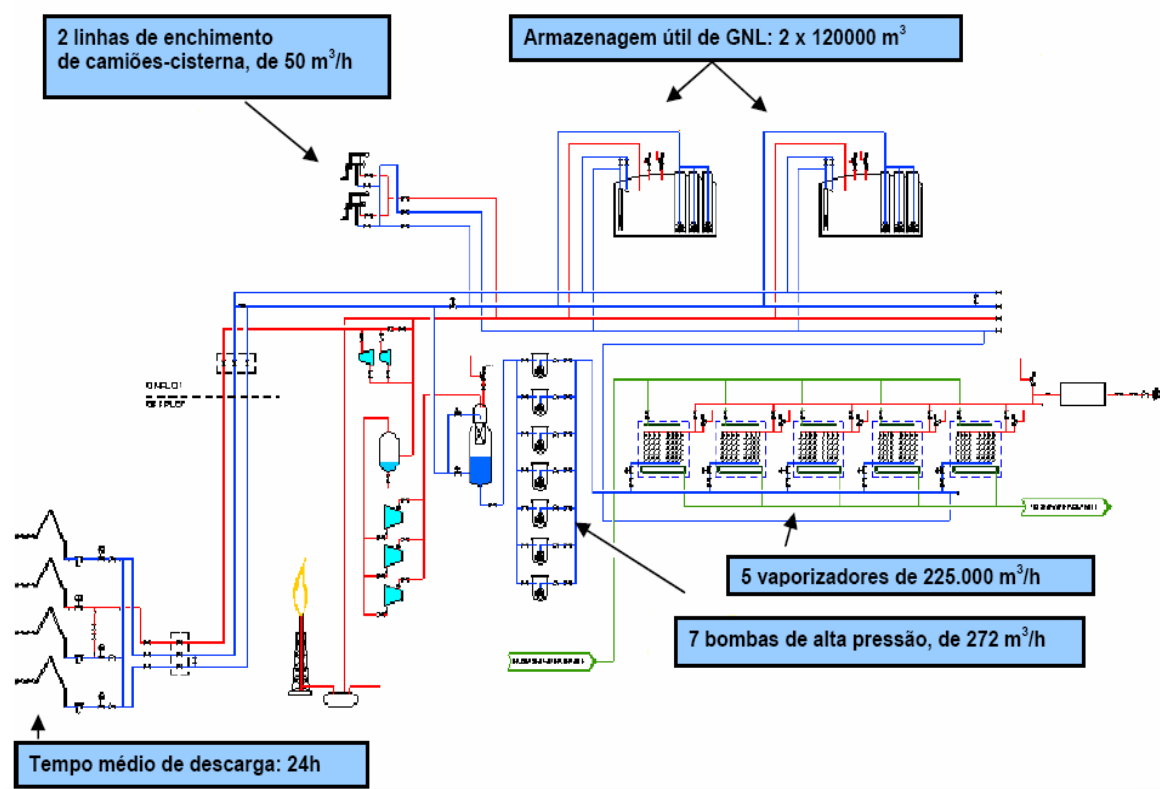 2 linhas de enchimento
de camiões-cisterna, de 50 m³/h
Armazenagem útil de GNL: 2 x 120000 m³
5 vaporizadores de 225.000 m³/h
7 bombas de alta pressão, de 272 m³/h
Tempo médio de descarga: 24h